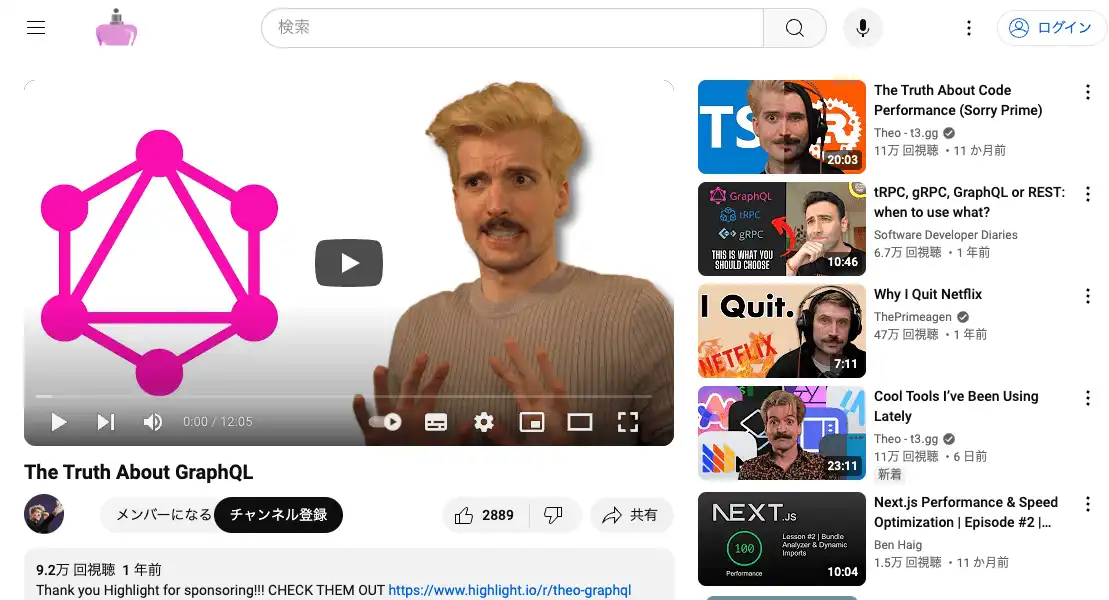 検索
ログイン
0:00 / 12:05
The Truth About GraphQL
メンバーになる
チャンネル登録
2889
共有
9.2万 回視聴 1 年前
Thank you Highlight for sponsoring!!! CHECK THEM OUT https://www.highlight.io/r/theo-graphql
TS
20:03
The Truth About Code
Performance (Sorry Prime)
Theo - t3.gg
11万 回視聴 ・11 か月前
GraphQL
tRPC
gRPC
THIS IS WHAT YOU
SHOULD CHOOSE
10:46
tRPC, gRPC, GraphQL or REST:
when to use what?
Software Developer Diaries
6.7万 回視聴 ・1 年前
I Quit.
NETFLIX
7:11
Why I Quit Netflix
ThePrimeagen
47万 回視聴 ・1 年前
23:11
Cool Tools I've Been Using
Lately
Theo - t3.gg
11万 回視聴 ・6 日前
新着
NEXT.JS
100
Performance
Lesson #2 | Bundle
Analyzer & Dynamic
Imports
10:04
Next.js Performance & Speed
Optimization | Episode #2 |...
Ben Haig
1.5万 回視聴 ・11 か月前